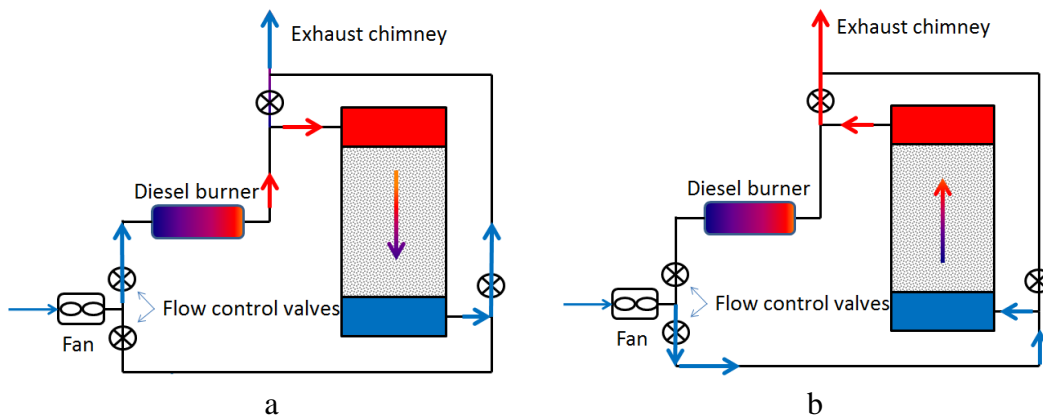 Exhaust chimney
Diesel burner
Flow control valves
Fan
a
Exhaust chimney
Diesel burner
Flow control valves
Fan
b